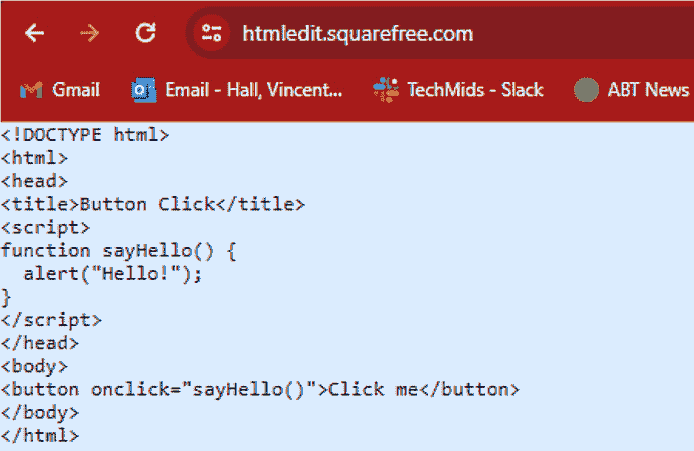 htmledit.squarefree.com
Gmail Email - Hall, Vincent... TechMids - Slack ABT News
<!DOCTYPE html>
<html>
<head>
<title>Button Click</title>
<script>
function sayHello() {
  alert("Hello!");
}
</script>
</head>
<body>
<button onclick="sayHello()">Click me</button>
</body>
</html>